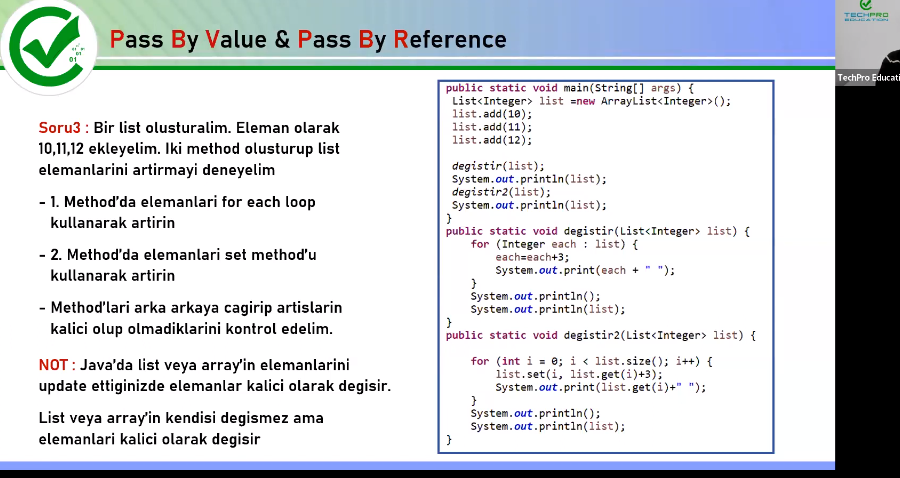 Pass By Value & Pass By Reference
TECHPRO
EDUCATION
TechPro Educati
01
01
Soru3 : Bir list olusturalim. Eleman olarak
10,11,12 ekleyelim. Iki method olusturup list
elemanlarini artirmayi deneyelim
- 1. Method'da elemanlari for each loop
kullanarak artirin
- 2. Method'da elemanlari set method'u
kullanarak artirin
- Method'lari arka arkaya cagirip artislarin
kalici olup olmadiklarini kontrol edelim.
NOT : Java'da list veya array'in elemanlarini
update ettiginizde elemanlar kalici olarak degisir.
List veya array'in kendisi degismez ama
elemanlari kalici olarak degisir
public static void main(String[] args) {
List<Integer> list =new ArrayList<Integer>();
list.add(10);
list.add(11);
list.add(12);
degistir(list);
System.out.println(list);
degistir2(list);
System.out.println(list);
}
public static void degistir(List<Integer> list) {
for (Integer each : list) {
each=each+3;
System.out.print(each + " ");
}
System.out.println();
System.out.println(list);
}
public static void degistir2(List<Integer> list) {
for (int i = 0; i < list.size(); i++) {
list.set(i, list.get(i)+3);
System.out.print(list.get(i)+" ");
}
System.out.println();
System.out.println(list);
}